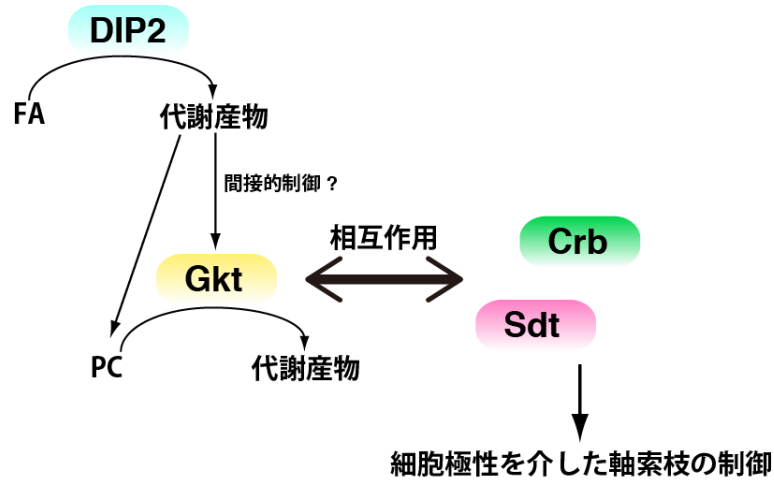 DIP2
FA
代謝産物
間接的制御？
相互作用
Crb
Gkt
Sdt
PC
代謝産物
細胞極性を介した軸索枝の制御